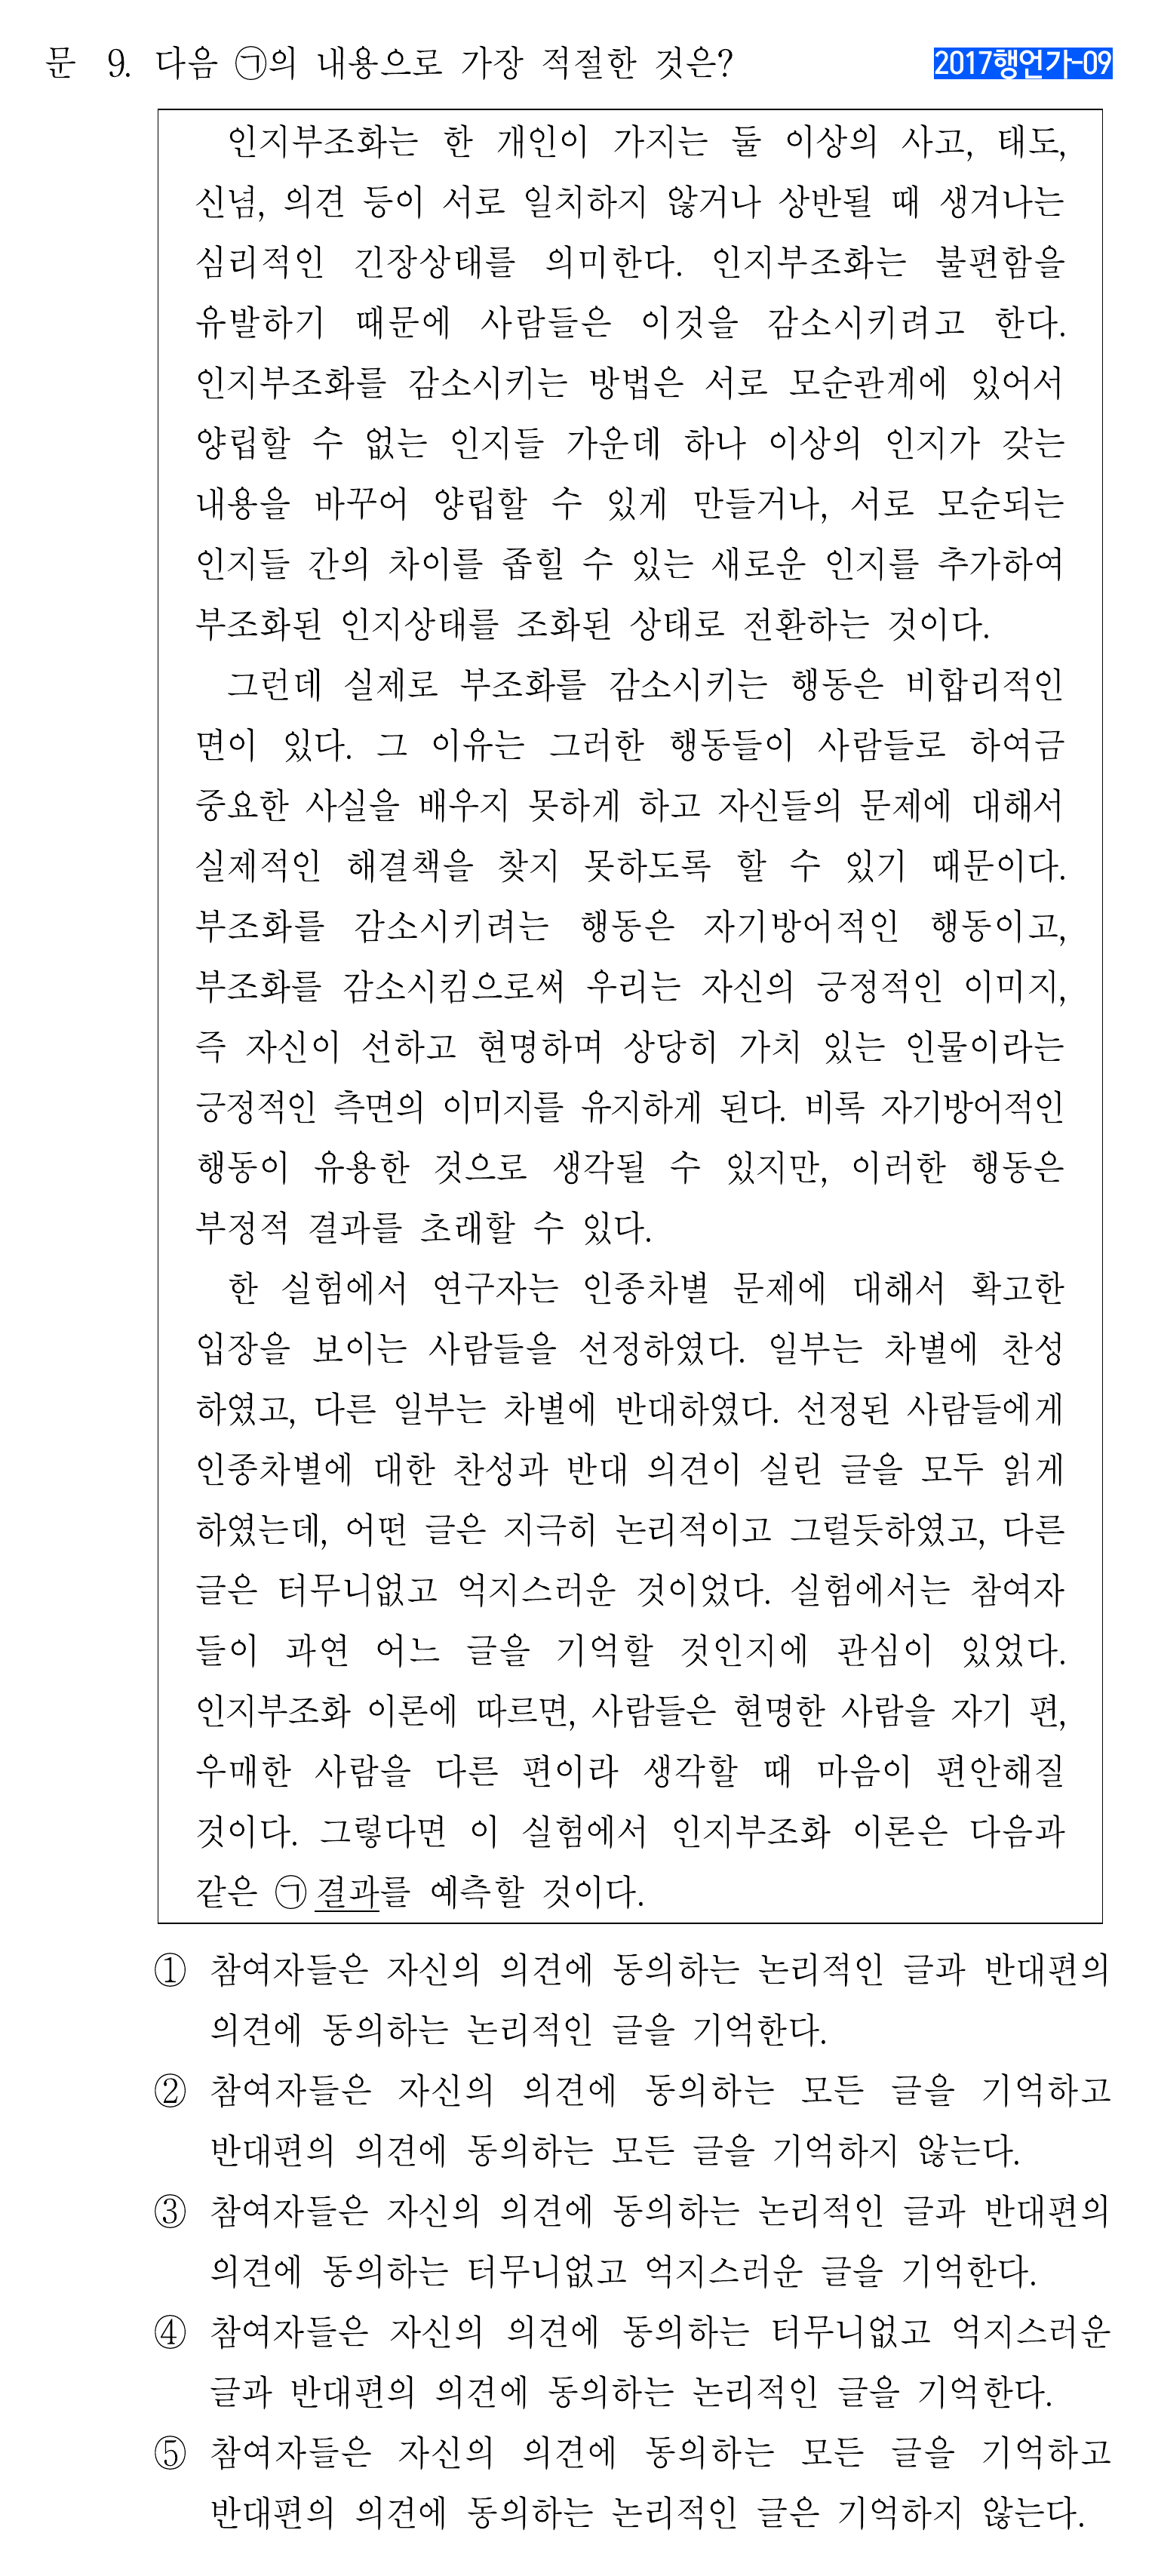 문 9. 다음 ㉠의 내용으로 가장 적절한 것은?
2017행언가-09
인지부조화는 한 개인이 가지는 둘 이상의 사고, 태도,
신념, 의견 등이 서로 일치하지 않거나 상반될 때 생겨나는
심리적인 긴장상태를 의미한다. 인지부조화는 불편함을
유발하기 때문에 사람들은 이것을 감소시키려고 한다.
인지부조화를 감소시키는 방법은 서로 모순관계에 있어서
양립할 수 없는 인지들 가운데 하나 이상의 인지가 갖는
내용을 바꾸어 양립할 수 있게 만들거나, 서로 모순되는
인지들 간의 차이를 좁힐 수 있는 새로운 인지를 추가하여
부조화된 인지상태를 조화된 상태로 전환하는 것이다.
그런데 실제로 부조화를 감소시키는 행동은 비합리적인
면이 있다. 그 이유는 그러한 행동들이 사람들로 하여금
중요한 사실을 배우지 못하게 하고 자신들의 문제에 대해서
실제적인 해결책을 찾지 못하도록 할 수 있기 때문이다.
부조화를 감소시키려는 행동은 자기방어적인 행동이고,
부조화를 감소시킴으로써 우리는 자신의 긍정적인 이미지,
즉 자신이 선하고 현명하며 상당히 가치 있는 인물이라는
긍정적인 측면의 이미지를 유지하게 된다. 비록 자기방어적인
행동이 유용한 것으로 생각될 수 있지만, 이러한 행동은
부정적 결과를 초래할 수 있다.
한 실험에서 연구자는 인종차별 문제에 대해서 확고한
입장을 보이는 사람들을 선정하였다. 일부는 차별에 찬성
하였고, 다른 일부는 차별에 반대하였다. 선정된 사람들에게
인종차별에 대한 찬성과 반대 의견이 실린 글을 모두 읽게
하였는데, 어떤 글은 지극히 논리적이고 그럴듯하였고, 다른
글은 터무니없고 억지스러운 것이었다. 실험에서는 참여자
들이 과연 어느 글을 기억할 것인지에 관심이 있었다.
인지부조화 이론에 따르면, 사람들은 현명한 사람을 자기 편,
우매한 사람을 다른 편이라 생각할 때 마음이 편안해질
것이다. 그렇다면 이 실험에서 인지부조화 이론은 다음과
같은 ㉠결과를 예측할 것이다.
① 참여자들은 자신의 의견에 동의하는 논리적인 글과 반대편의
의견에 동의하는 논리적인 글을 기억한다.
② 참여자들은 자신의 의견에 동의하는 모든 글을 기억하고
반대편의 의견에 동의하는 모든 글을 기억하지 않는다.
③ 참여자들은 자신의 의견에 동의하는 논리적인 글과 반대편의
의견에 동의하는 터무니없고 억지스러운 글을 기억한다.
④ 참여자들은 자신의 의견에 동의하는 터무니없고 억지스러운
글과 반대편의 의견에 동의하는 논리적인 글을 기억한다.
⑤ 참여자들은 자신의 의견에 동의하는 모든 글을 기억하고
반대편의 의견에 동의하는 논리적인 글은 기억하지 않는다.